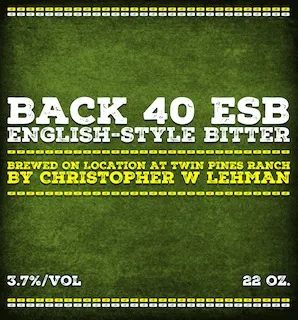 BACK 40 ESB
ENGLISH-STYLE BITTER
BREWED ON LOCATION AT TWIN PINES RANCH
BY CHRISTOPHER W LEHMAN
3.7%/VOL 22 OZ.